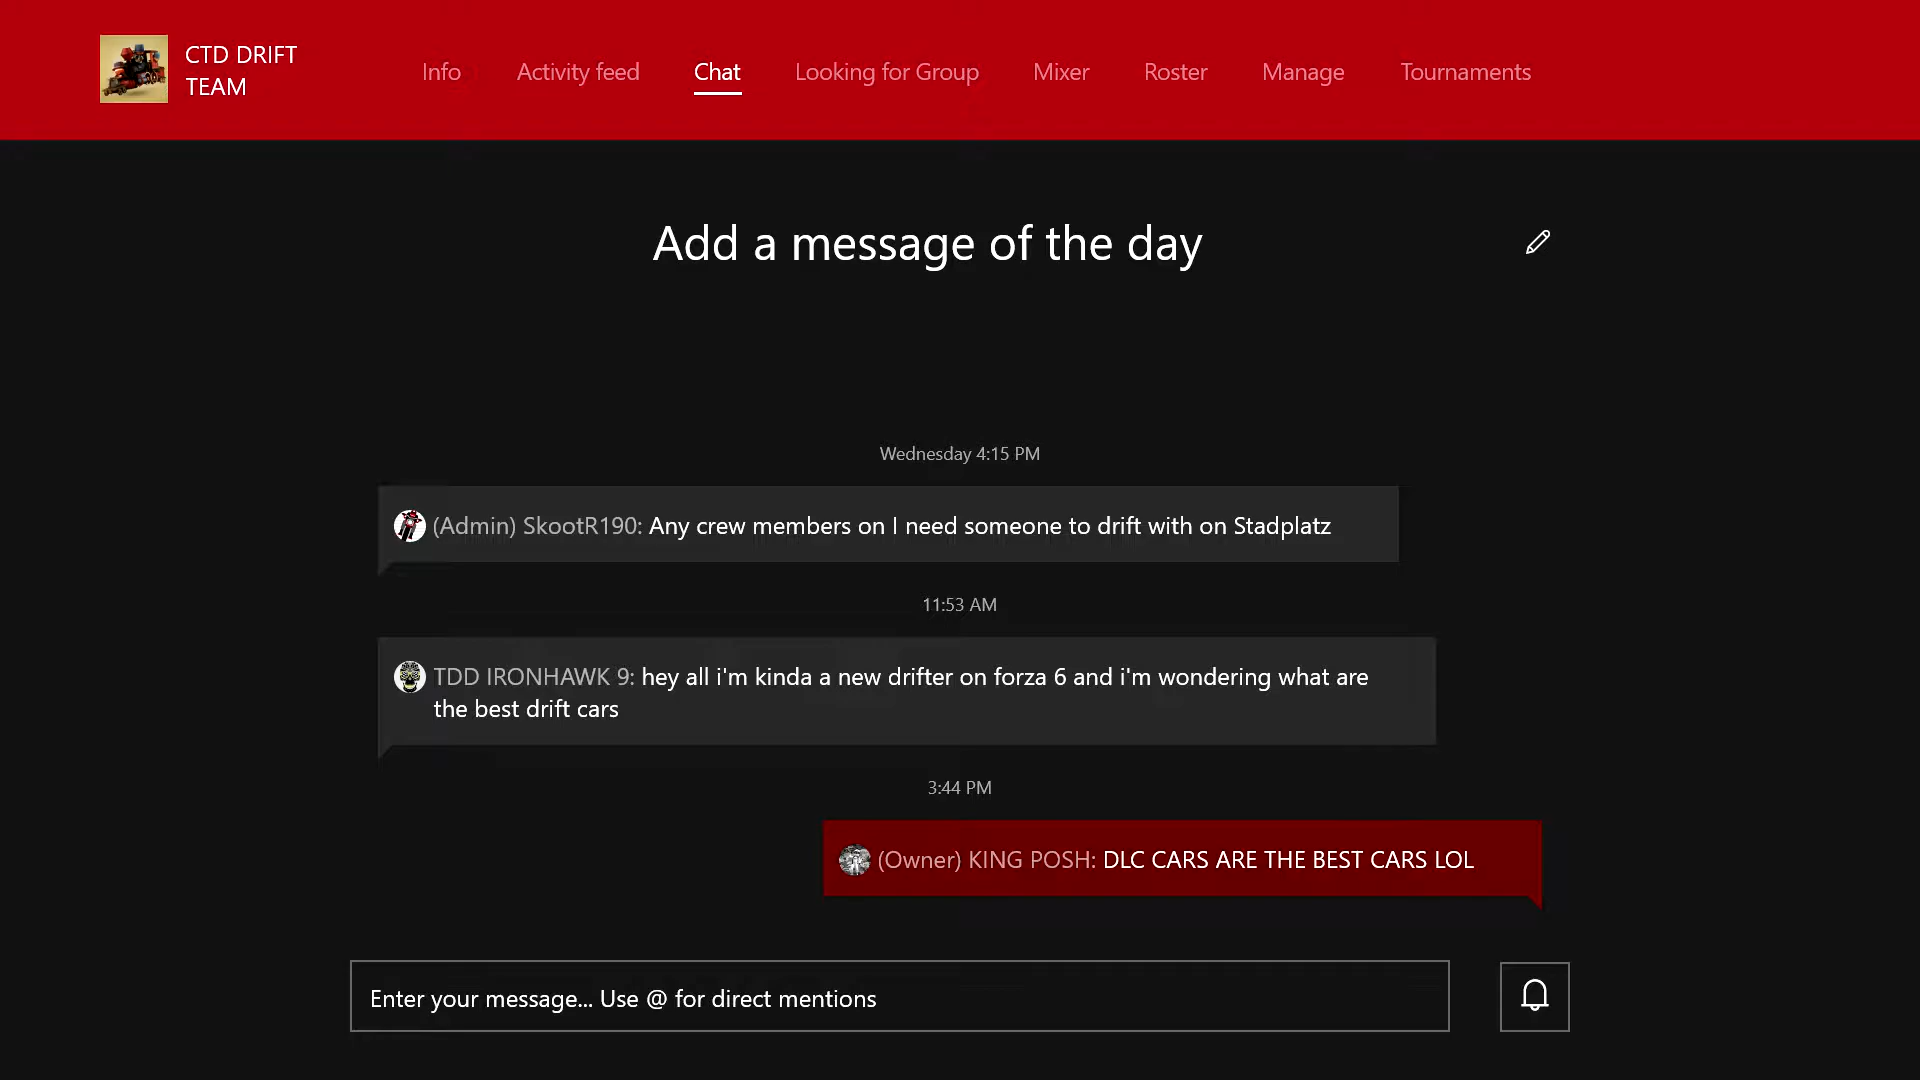 CTD DRIFT
TEAM
Info
Activity feed
Chat
Looking for Group
Mixer
Roster
Manage
Tournaments
Add a message of the day
Wednesday 4:15 PM
(Admin) SkootR190: Any crew members on I need someone to drift with on Stadplatz
11:53 AM
TDD IRONHAWK 9: hey all i'm kinda a new drifter on forza 6 and i'm wondering what are
the best drift cars
3:44 PM
(Owner) KING POSH: DLC CARS ARE THE BEST CARS LOL
Enter your message... Use @ for direct mentions